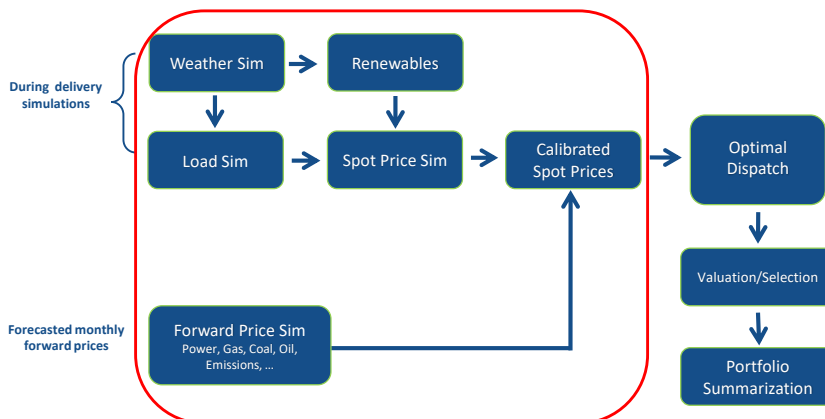 During delivery
simulations
Weather Sim
Renewables
Load Sim
Spot Price Sim
Calibrated
Spot Prices
Optimal
Dispatch
Valuation/Selection
Forecasted monthly
forward prices
Forward Price Sim
Power, Gas, Coal, Oil,
Emissions, ...
Portfolio
Summarization